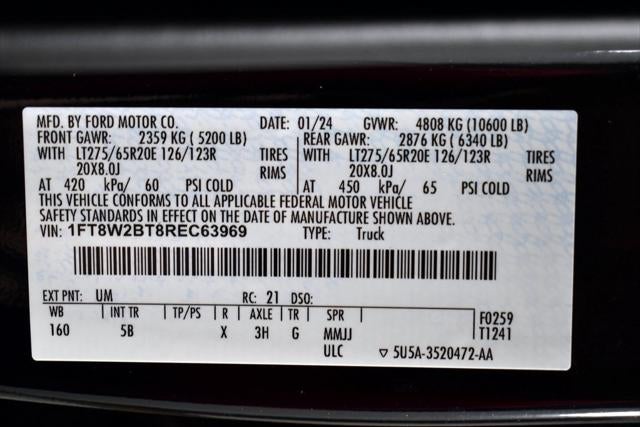 MFD. BY FORD MOTOR CO. DATE: 01/24 GVWR: 4808 KG (10600 LB)
FRONT GAWR: 2359 KG ( 5200 LB) REAR GAWR: 2876 KG ( 6340 LB)
WITH LT275/65R20E 126/123R TIRES WITH LT275/65R20E 126/123R TIRES
20X8.0J RIMS 20X8.0J RIMS
AT 420 kPa/ 60 PSI COLD AT 450 kPa/ 65 PSI COLD
THIS VEHICLE CONFORMS TO ALL APPLICABLE FEDERAL MOTOR VEHICLE
SAFETY STANDARDS IN EFFECT ON THE DATE OF MANUFACTURE SHOWN ABOVE.
VIN: 1FT8W2BT8REC63969 TYPE: Truck
EXT PNT: UM RC: 21 DSO:
WB INT TR TP/PS R AXLE TR SPR F0259
160 5B X 3H G MMJJ T1241
ULC ▽ 5U5A-3520472-AA